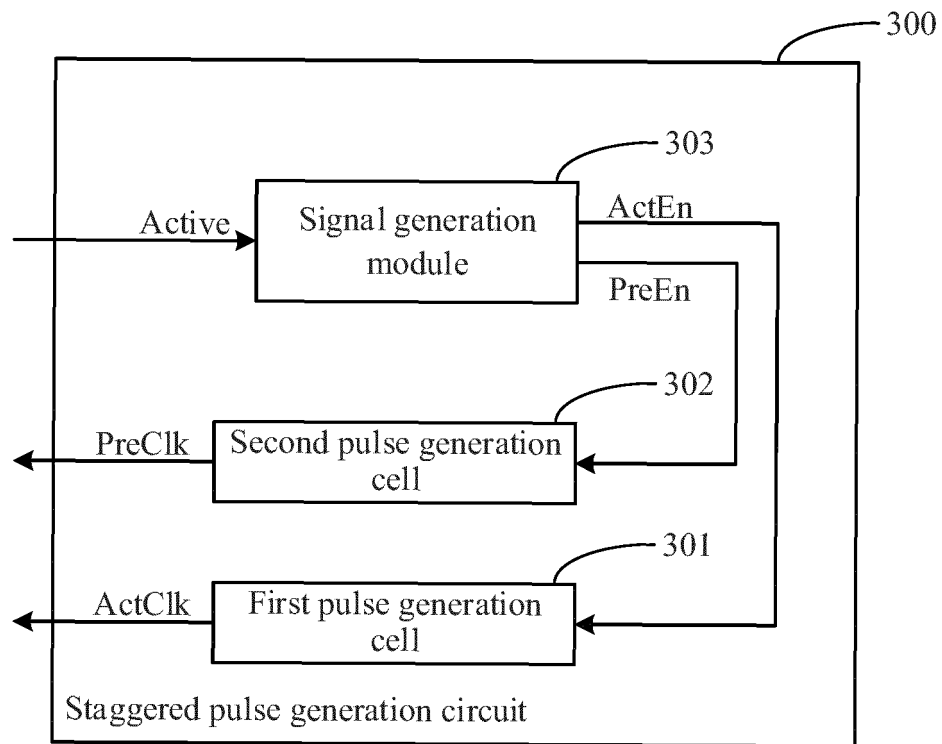 300
303
Active
Signal generation
module
ActEn
PreEn
302
PreClk
Second pulse generation
cell
301
ActClk
First pulse generation
cell
Staggered pulse generation circuit